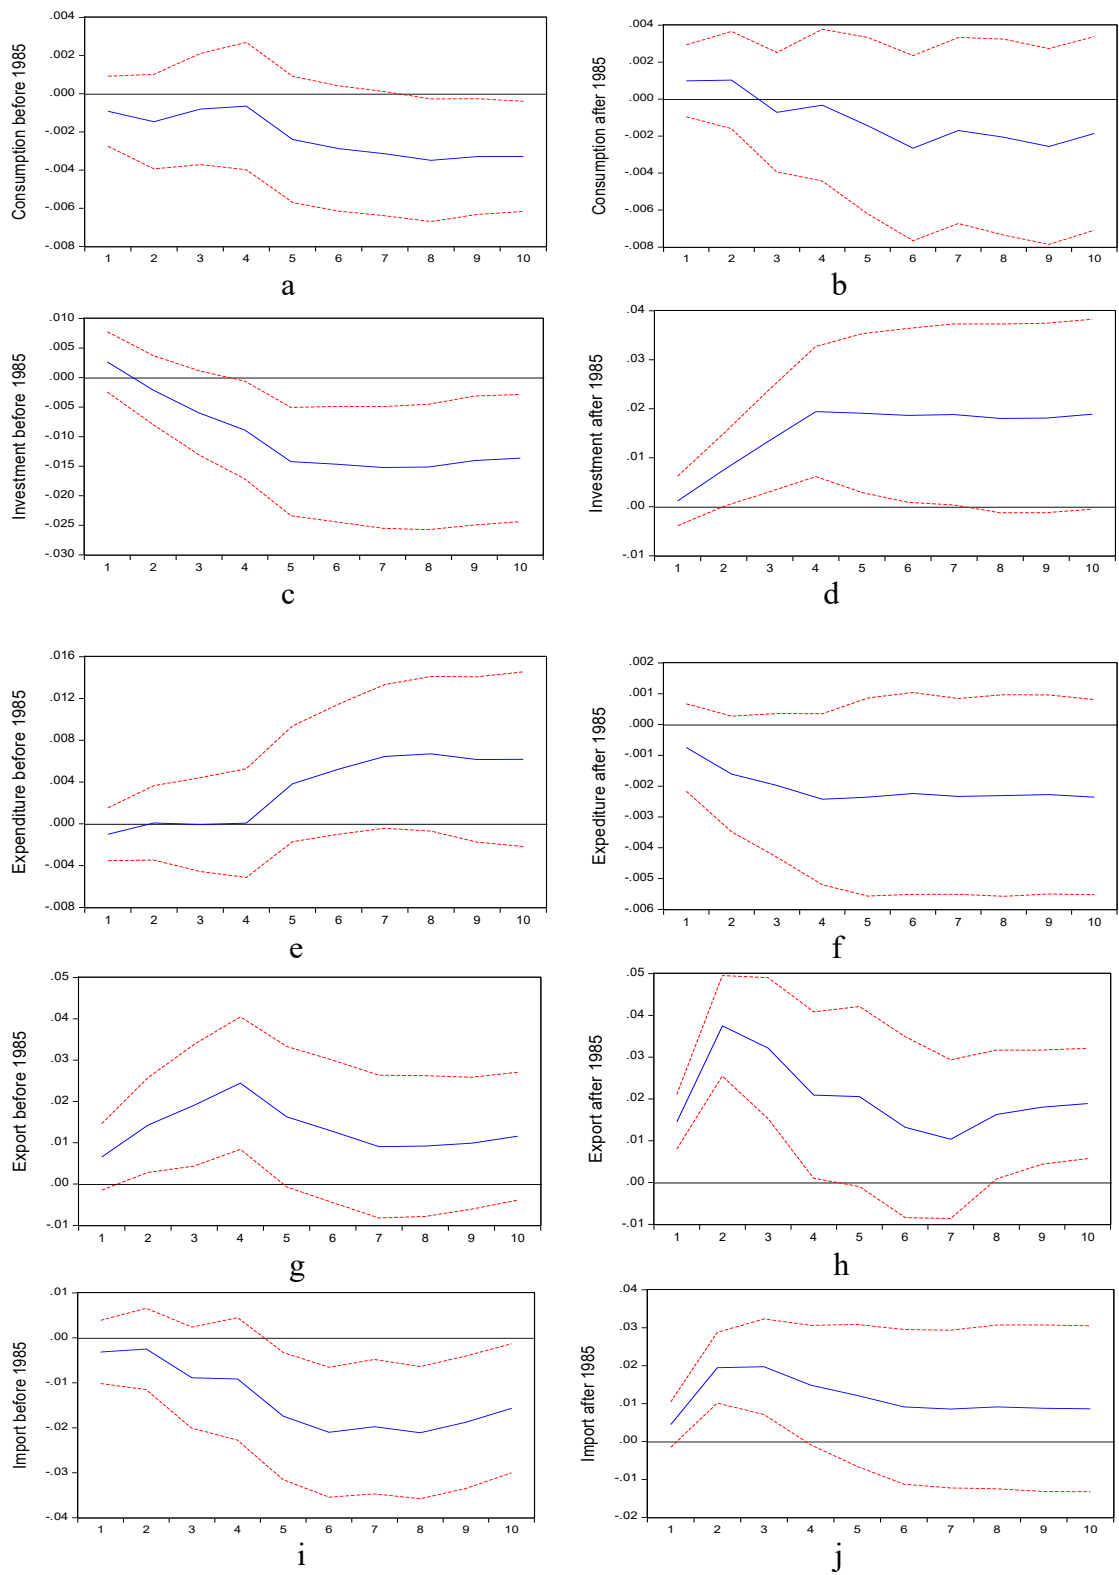 Consumption before 1985
.004
.002
.000
-.002
-.004
-.006
-.008
1 2 3 4 5 6 7 8 9 10
a
Consumption after 1985
.004
.002
.000
-.002
-.004
-.006
-.008
1 2 3 4 5 6 7 8 9 10
b
Investment before 1985
.010
.005
.000
-.005
-.010
-.015
-.020
-.025
-.030
1 2 3 4 5 6 7 8 9 10
c
Investment after 1985
.04
.03
.02
.01
.00
-.01
1 2 3 4 5 6 7 8 9 10
d
Expenditure before 1985
.016
.012
.008
.004
.000
-.004
-.008
1 2 3 4 5 6 7 8 9 10
e
Expediture after 1985
.002
.001
.000
-.001
-.002
-.003
-.004
-.005
-.006
1 2 3 4 5 6 7 8 9 10
f
Export before 1985
.05
.04
.03
.02
.01
.00
-.01
1 2 3 4 5 6 7 8 9 10
g
Export after 1985
.05
.04
.03
.02
.01
.00
-.01
1 2 3 4 5 6 7 8 9 10
h
Import before 1985
.01
.00
-.01
-.02
-.03
-.04
1 2 3 4 5 6 7 8 9 10
i
Import after 1985
.04
.03
.02
.01
.00
-.01
-.02
1 2 3 4 5 6 7 8 9 10
j